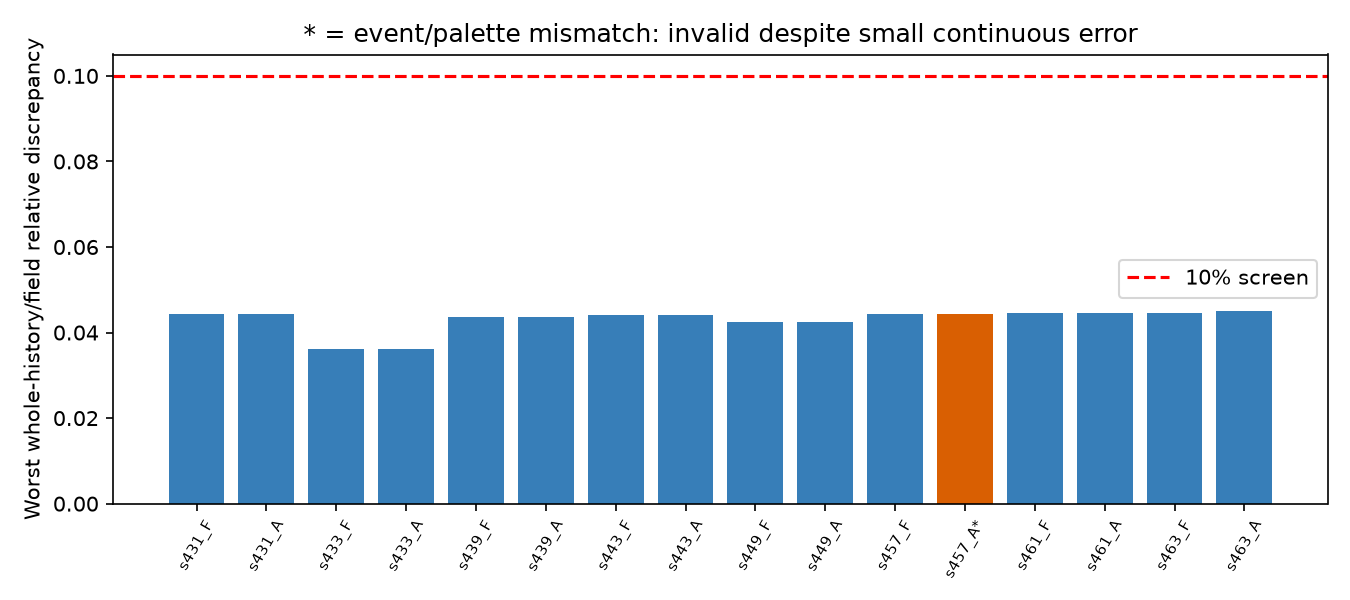 * = event/palette mismatch: invalid despite small continuous error
Worst whole-history/field relative discrepancy
0.10
0.08
0.06
0.04
0.02
0.00
10% screen
s431_F
s431_A
s433_F
s433_A
s439_F
s439_A
s443_F
s443_A
s449_F
s449_A
s457_F
s457_A*
s461_F
s461_A
s463_F
s463_A